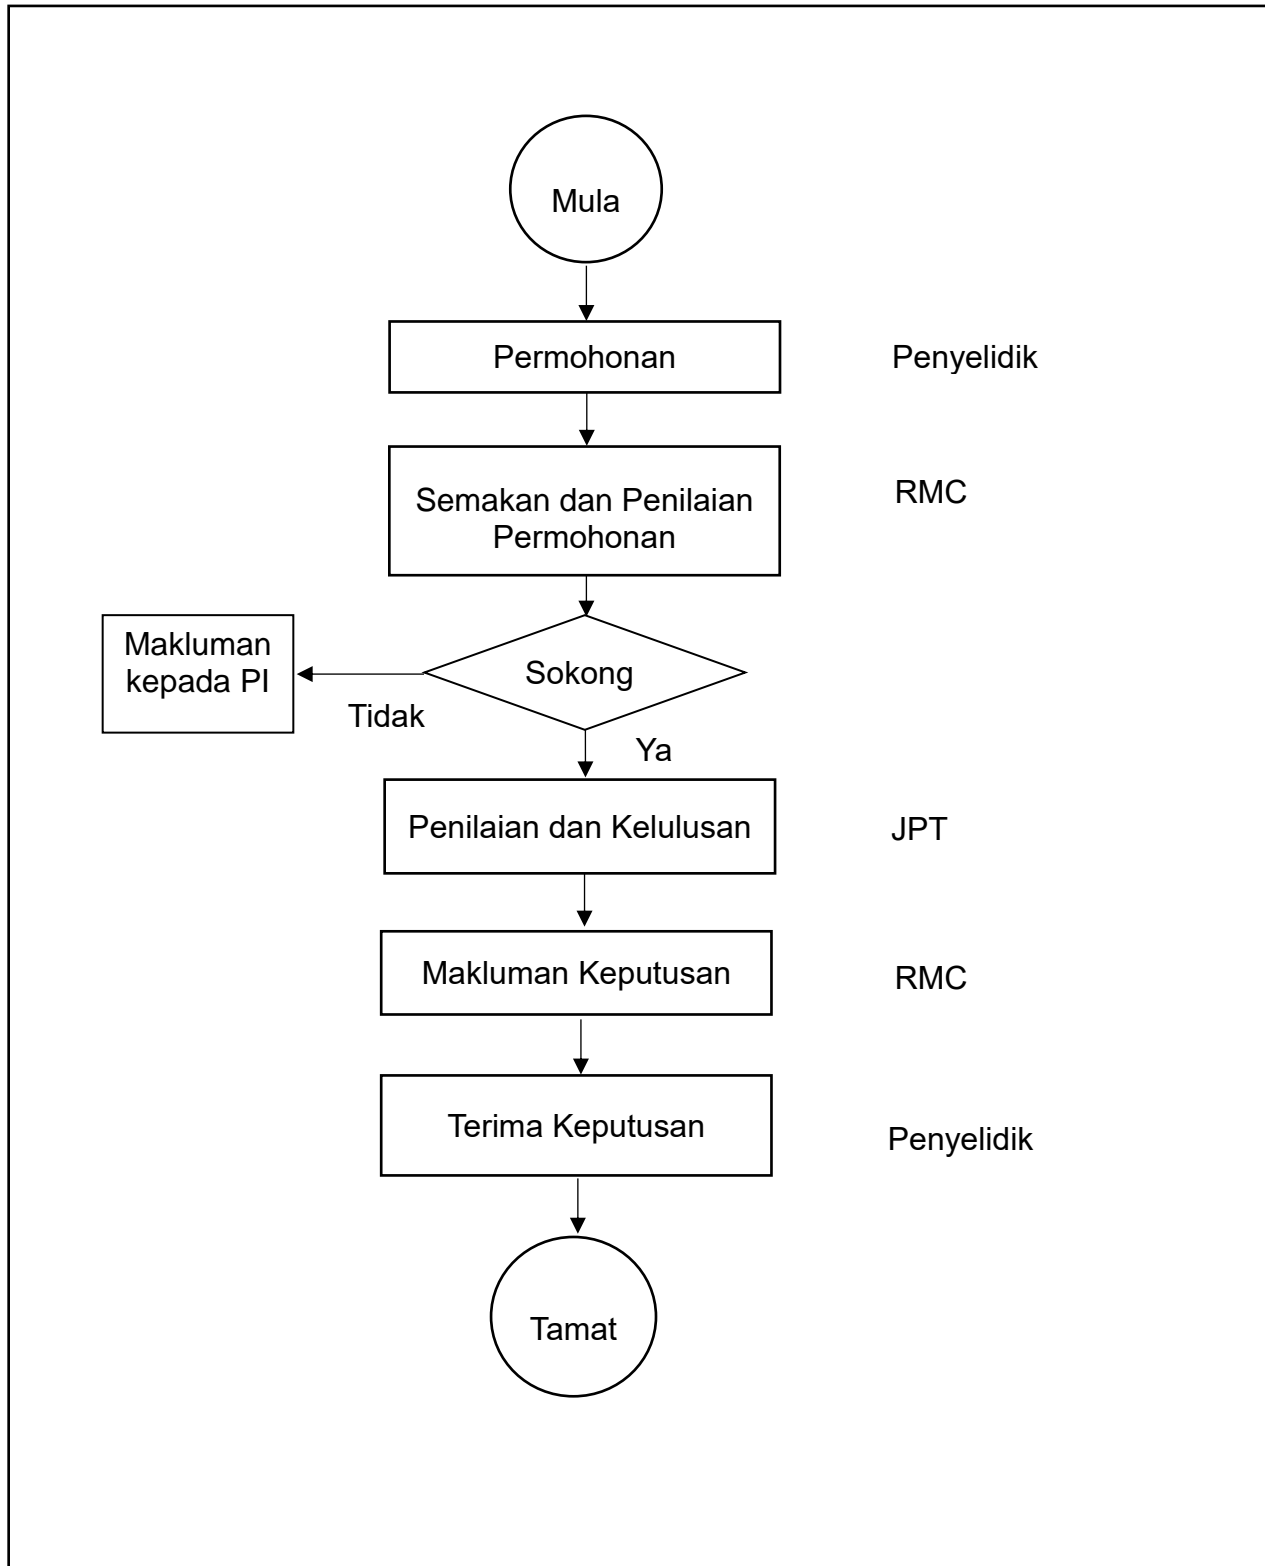 Mula
Permohonan
Penyelidik
Semakan dan Penilaian
Permohonan
RMC
Makluman
kepada PI
Sokong
Tidak
Ya
Penilaian dan Kelulusan
JPT
Makluman Keputusan
RMC
Terima Keputusan
Penyelidik
Tamat